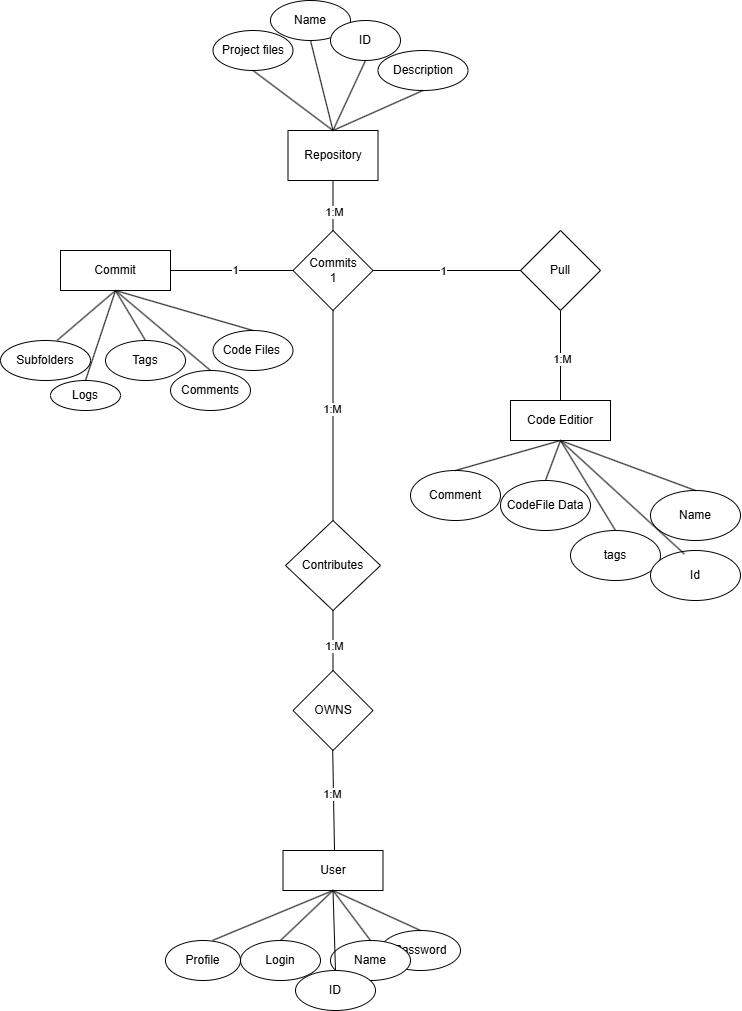 Name
ID
Project files
Description
Repository
1:M
Commits
1
Commit
1
1
Pull
Subfolders
Logs
Tags
Comments
Code Files
1:M
1:M
Code Editior
Comment
CodeFile Data
tags
Name
Id
Contributes
1:M
OWNS
1:M
User
Profile
Login
ID
Name
assword